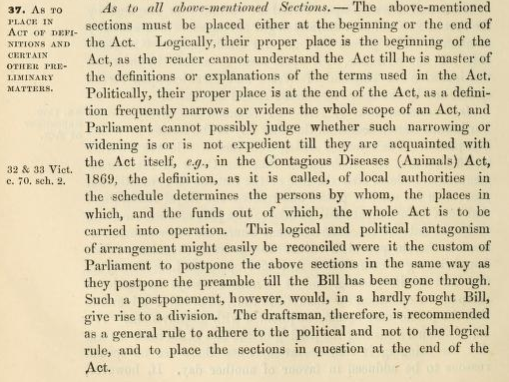 37. AS TO
PLACE IN
ACT OF DEFI-
NITIONS AND
CERTAIN
OTHER PRE-
LIMINARY
MATTERS.
32 & 33 Vict.
c. 70. sch. 2.
As to all above-mentioned Sections.—The above-mentioned
sections must be placed either at the beginning or the end of
the Act. Logically, their proper place is the beginning of the
Act, as the reader cannot understand the Act till he is master of
the definitions or explanations of the terms used in the Act.
Politically, their proper place is at the end of the Act, as a defini-
tion frequently narrows or widens the whole scope of an Act, and
Parliament cannot possibly judge whether such narrowing or
widening is or is not expedient till they are acquainted with
the Act itself, e.g., in the Contagious Diseases (Animals) Act,
1869, the definition, as it is called, of local authorities in
the schedule determines the persons by whom, the places in
which, and the funds out of which, the whole Act is to be
carried into operation. This logical and political antagonism
of arrangement might easily be reconciled were it the custom of
Parliament to postpone the above sections in the same way as
they postpone the preamble till the Bill has been gone through.
Such a postponement, however, would, in a hardly fought Bill,
give rise to a division. The draftsman, therefore, is recommended
as a general rule to adhere to the political and not to the logical
rule, and to place the sections in question at the end of the
Act.